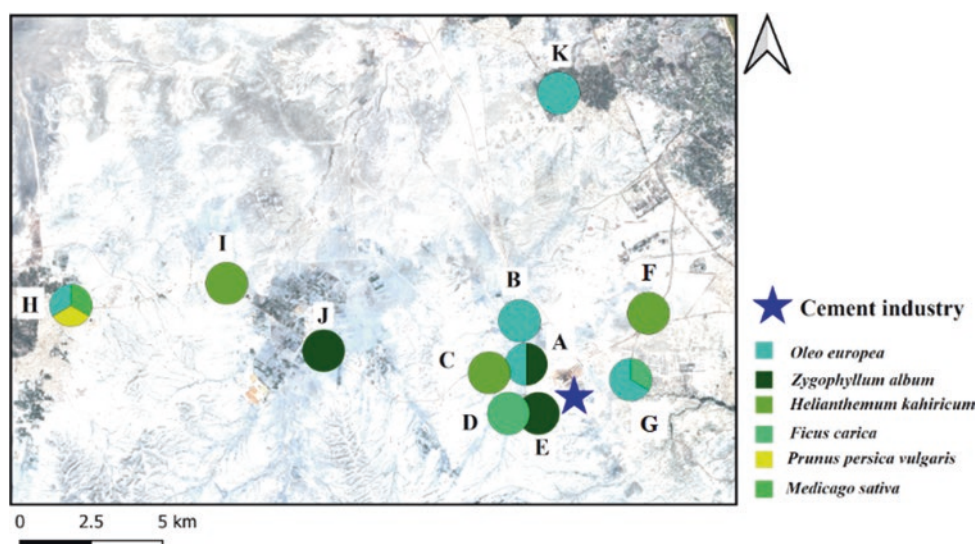 K
I
B
F
H
J
A
C
D
G
E
Cement industry
Oleo europea
Zygophyllum album
Helianthemum kahiricum
Ficus carica
Prunus persica vulgaris
Medicago sativa
0 2.5 5 km